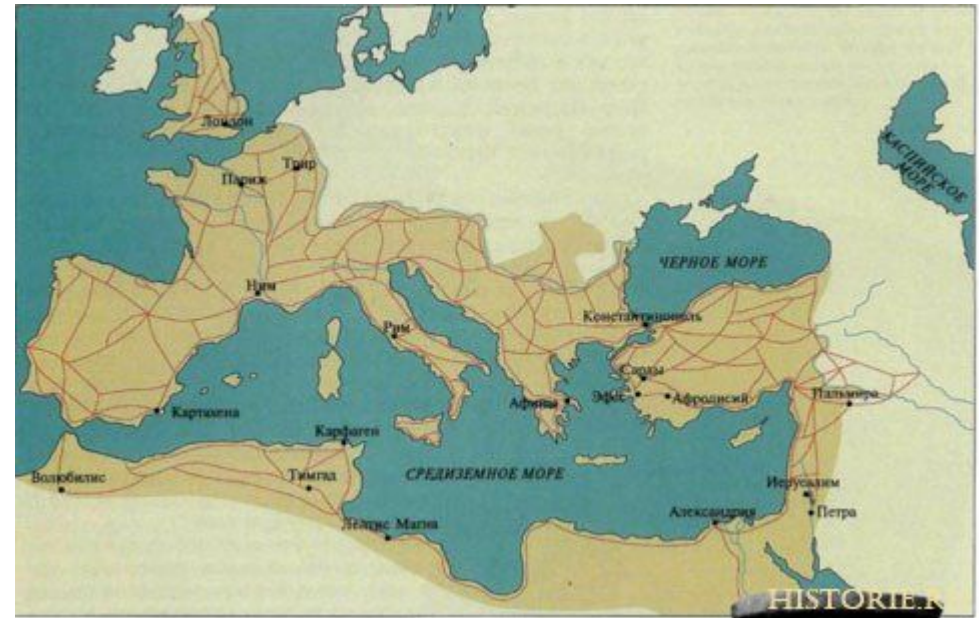 Лондон
Трир
Париж
КАСПИЙСКОЕ
МОРЕ
ЧЕРНОЕ МОРЕ
Ним
Константинополь
Рим
Сарды
Эфес
Афродисий
Пальмира
Афины
Картахена
Карфаген
СРЕДИЗЕМНОЕ МОРЕ
Волюбилис
Тимгад
Иерусалим
Александрия
Петра
Лептис Магна
HISTORIE.R